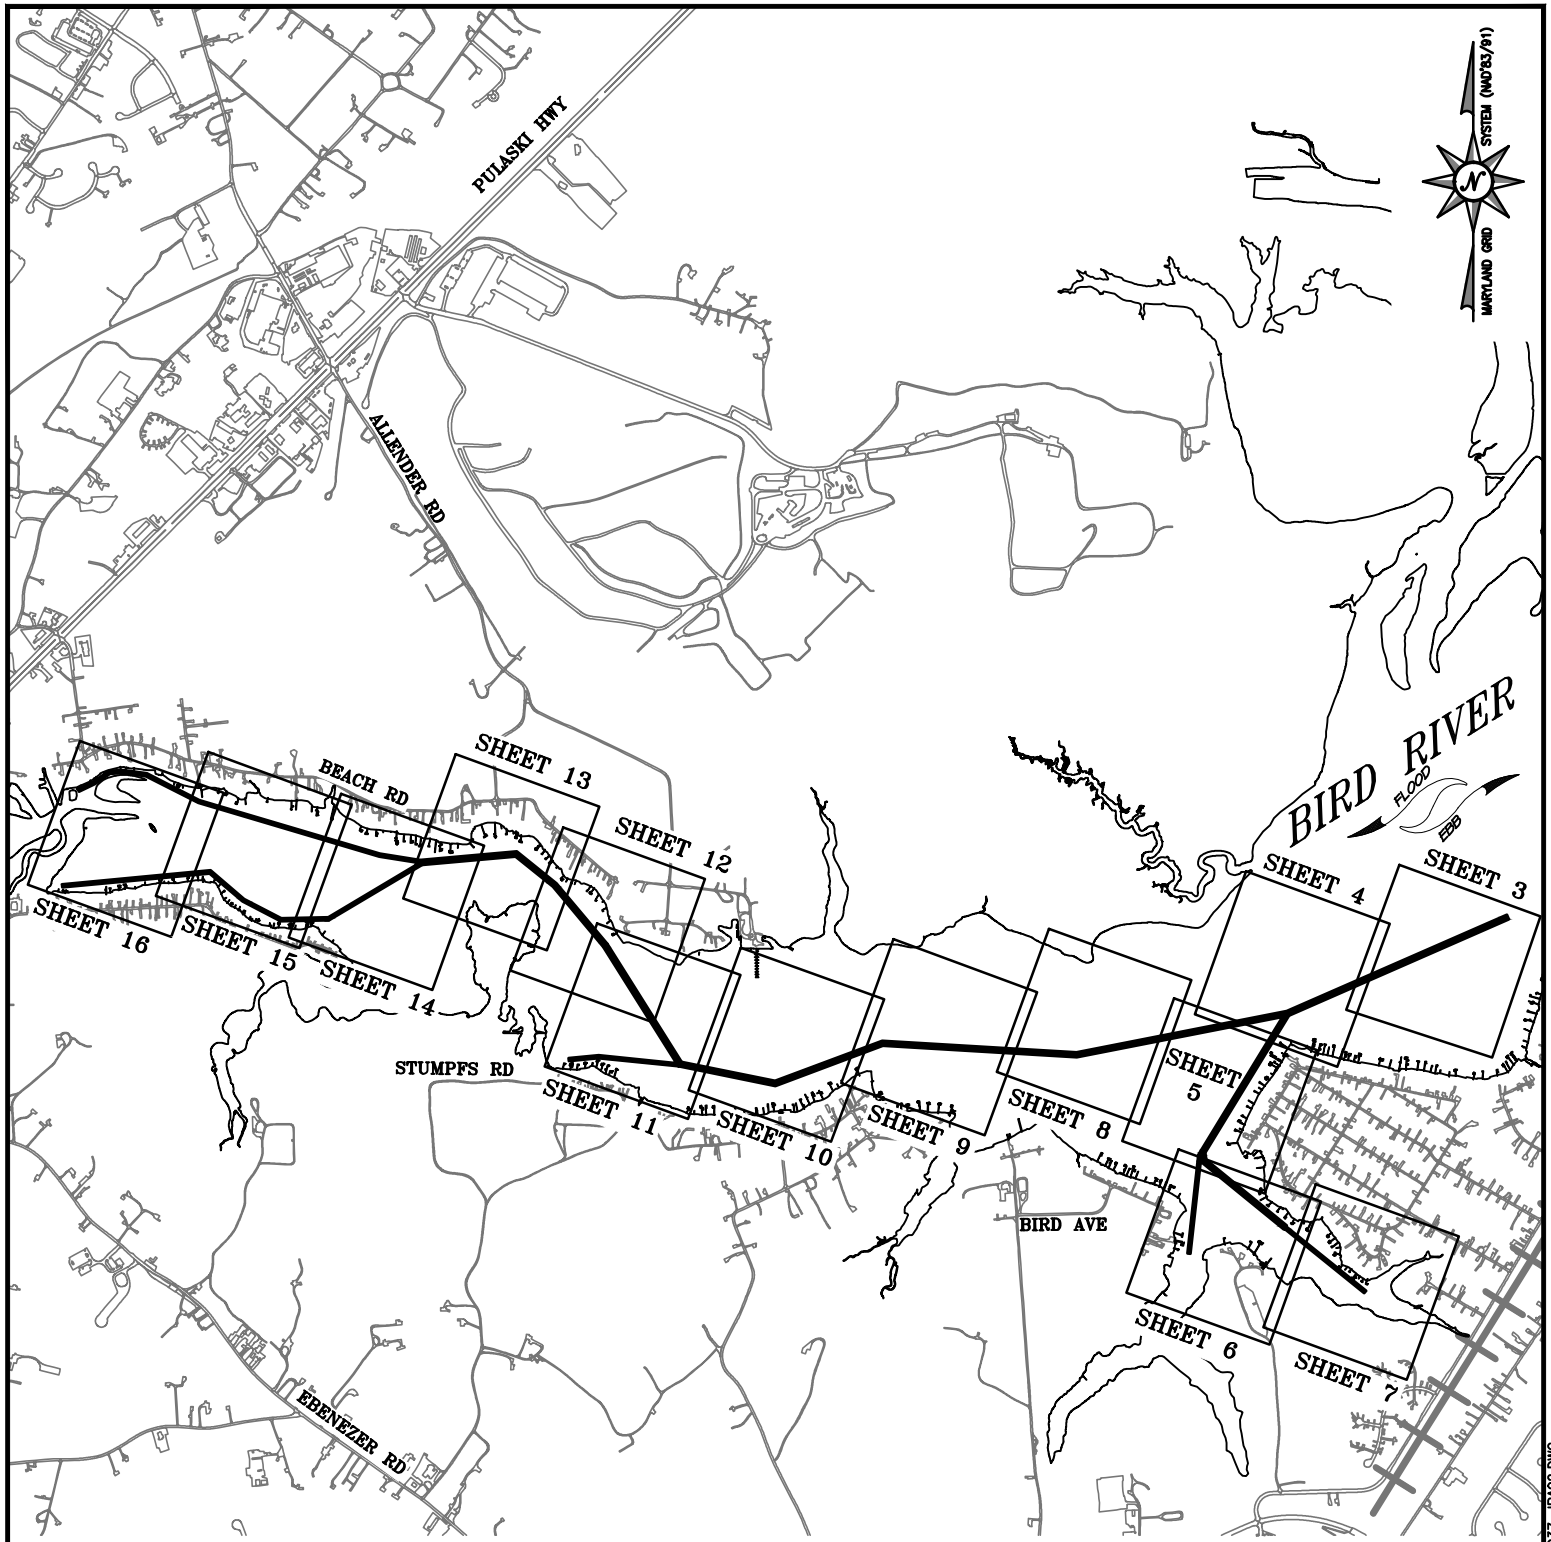 SYSTEM (NAD'83/91)
N
MARYLAND GRID
PULASKI HWY
ALLENDER RD
BIRD RIVER
FLOOD
EBB
SHEET 13
BEACH RD
SHEET 12
SHEET 3
SHEET 4
SHEET 16
SHEET 15
SHEET 14
STUMPFS RD
SHEET
5
SHEET 11
SHEET 10
SHEET 9
SHEET 8
BIRD AVE
SHEET 6
SHEET 7
EBENEZER RD